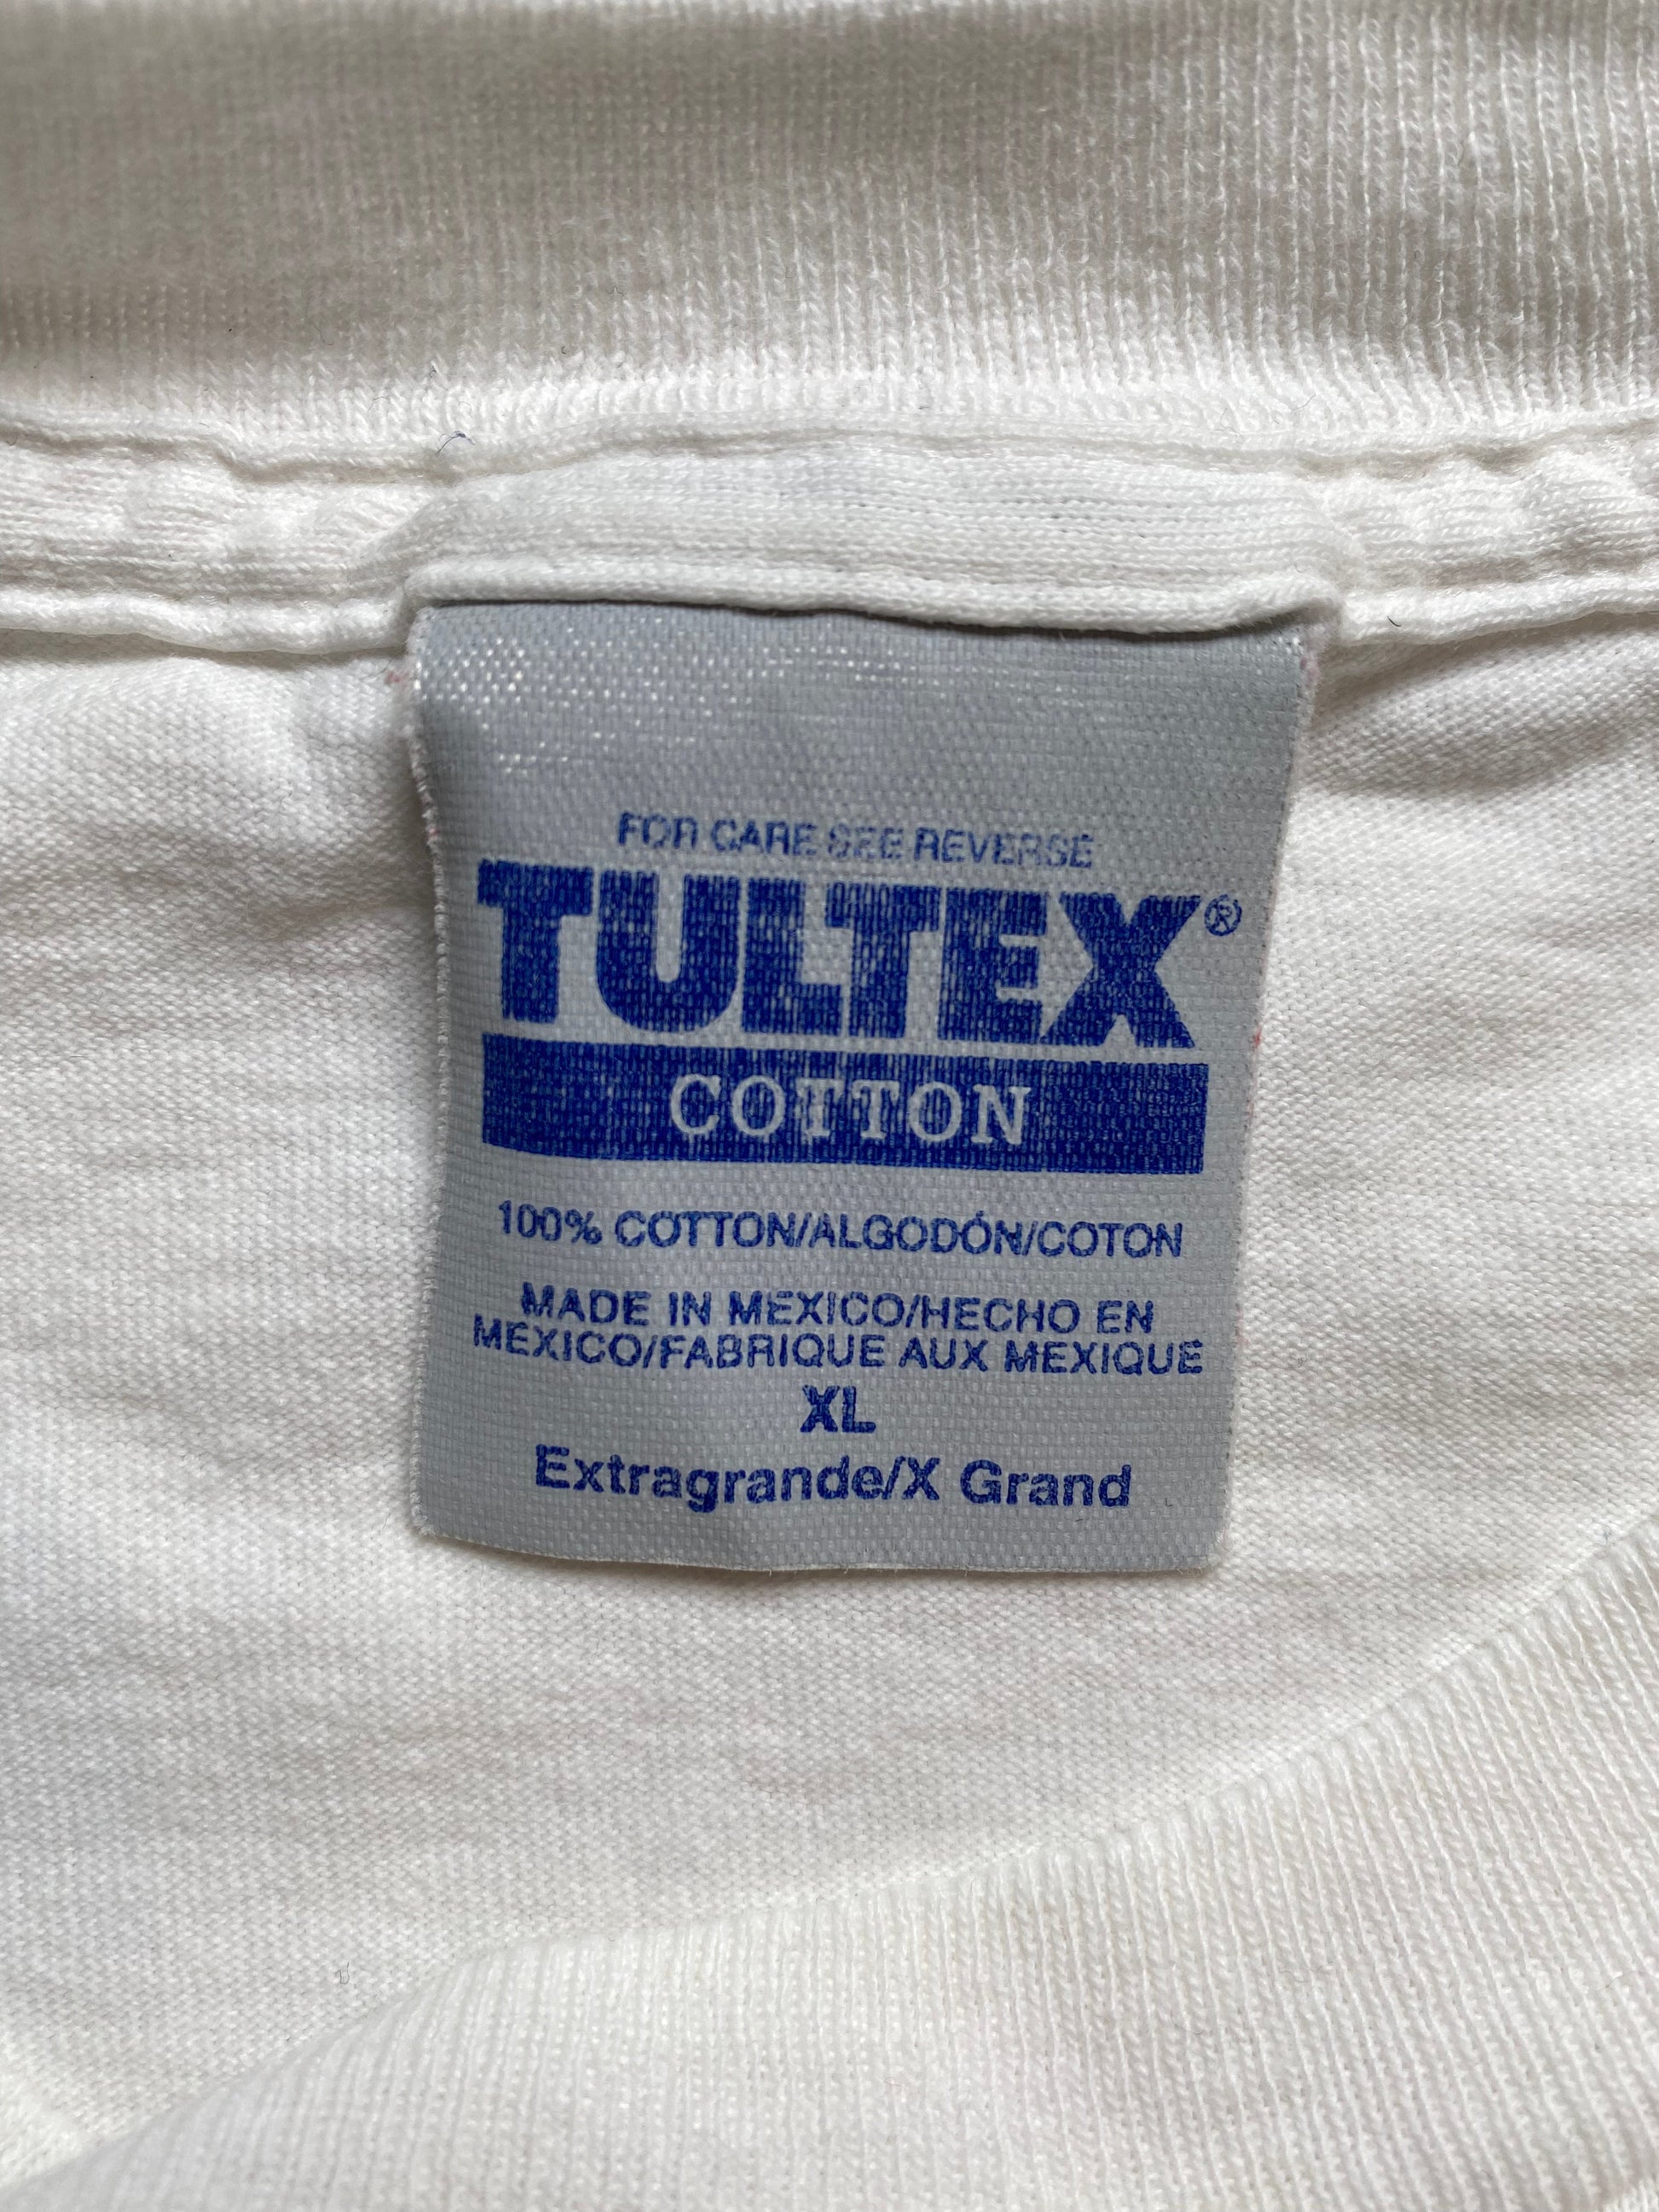 FOR CARE SEE REVERSE
TULTEX®
COTTON
100% COTTON/ALGODÓN/COTON
MADE IN MEXICO/HECHO EN
MEXICO/FABRIQUE AUX MEXIQUE
XL
Extragrande/X Grand